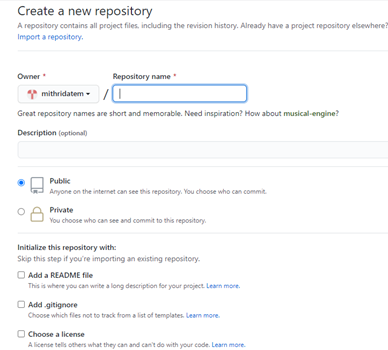 Create a new repository
A repository contains all project files, including the revision history. Already have a project repository elsewhere?
Import a repository.
Owner *
Repository name *
mithridatem
/
Great repository names are short and memorable. Need inspiration? How about musical-engine?
Description (optional)
Public
Anyone on the internet can see this repository. You choose who can commit.
Private
You choose who can see and commit to this repository.
Initialize this repository with:
Skip this step if you're importing an existing repository.
Add a README file
This is where you can write a long description for your project. Learn more.
Add .gitignore
Choose which files not to track from a list of templates. Learn more.
Choose a license
A license tells others what they can and can't do with your code. Learn more.